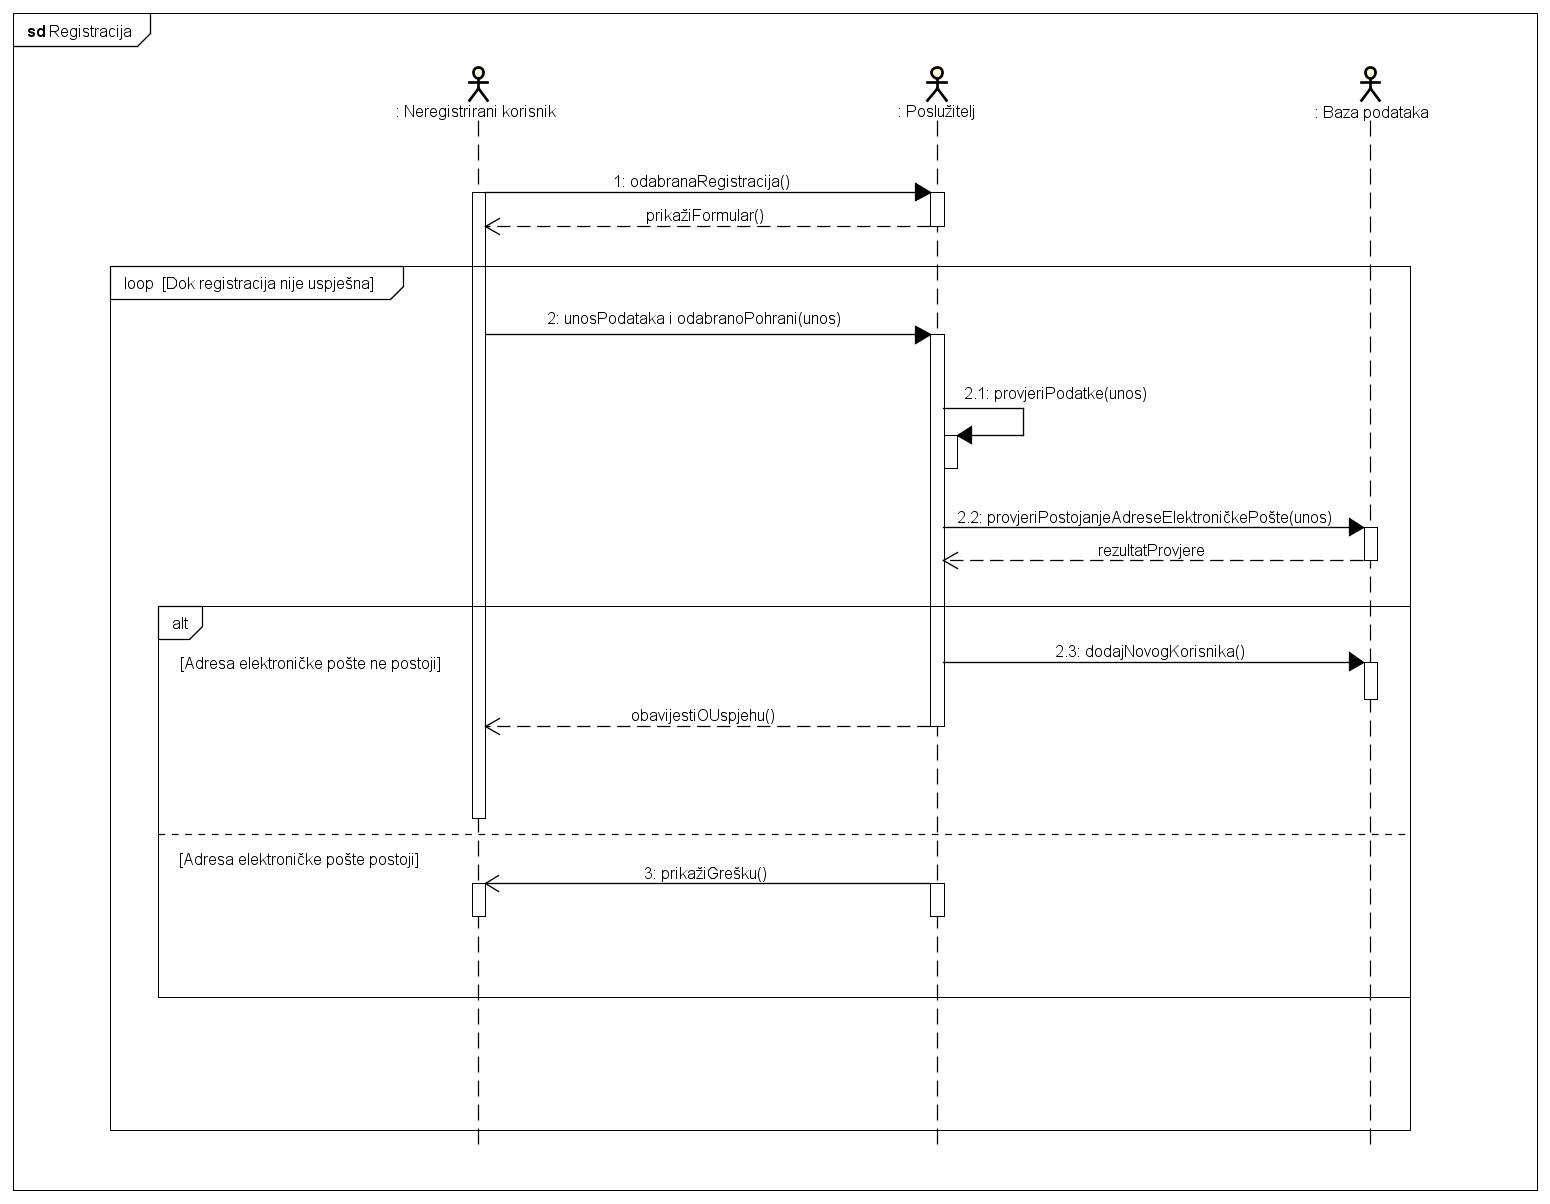 sd Registracija
: Neregistrirani korisnik
: Poslužitelj
: Baza podataka
1: odabranaRegistracija()
prikažiFormular()
loop [Dok registracija nije uspješna]
2: unosPodataka i odabranoPohrani(unos)
2.1: provjeriPodatke(unos)
2.2: provjeriPostojanjeAdreseElektroničkePošte(unos)
rezultatProvjere
alt
[Adresa elektroničke pošte ne postoji]
2.3: dodajNovogKorisnika()
obavijestiOUspjehu()
[Adresa elektroničke pošte postoji]
3: prikažiGrešku()